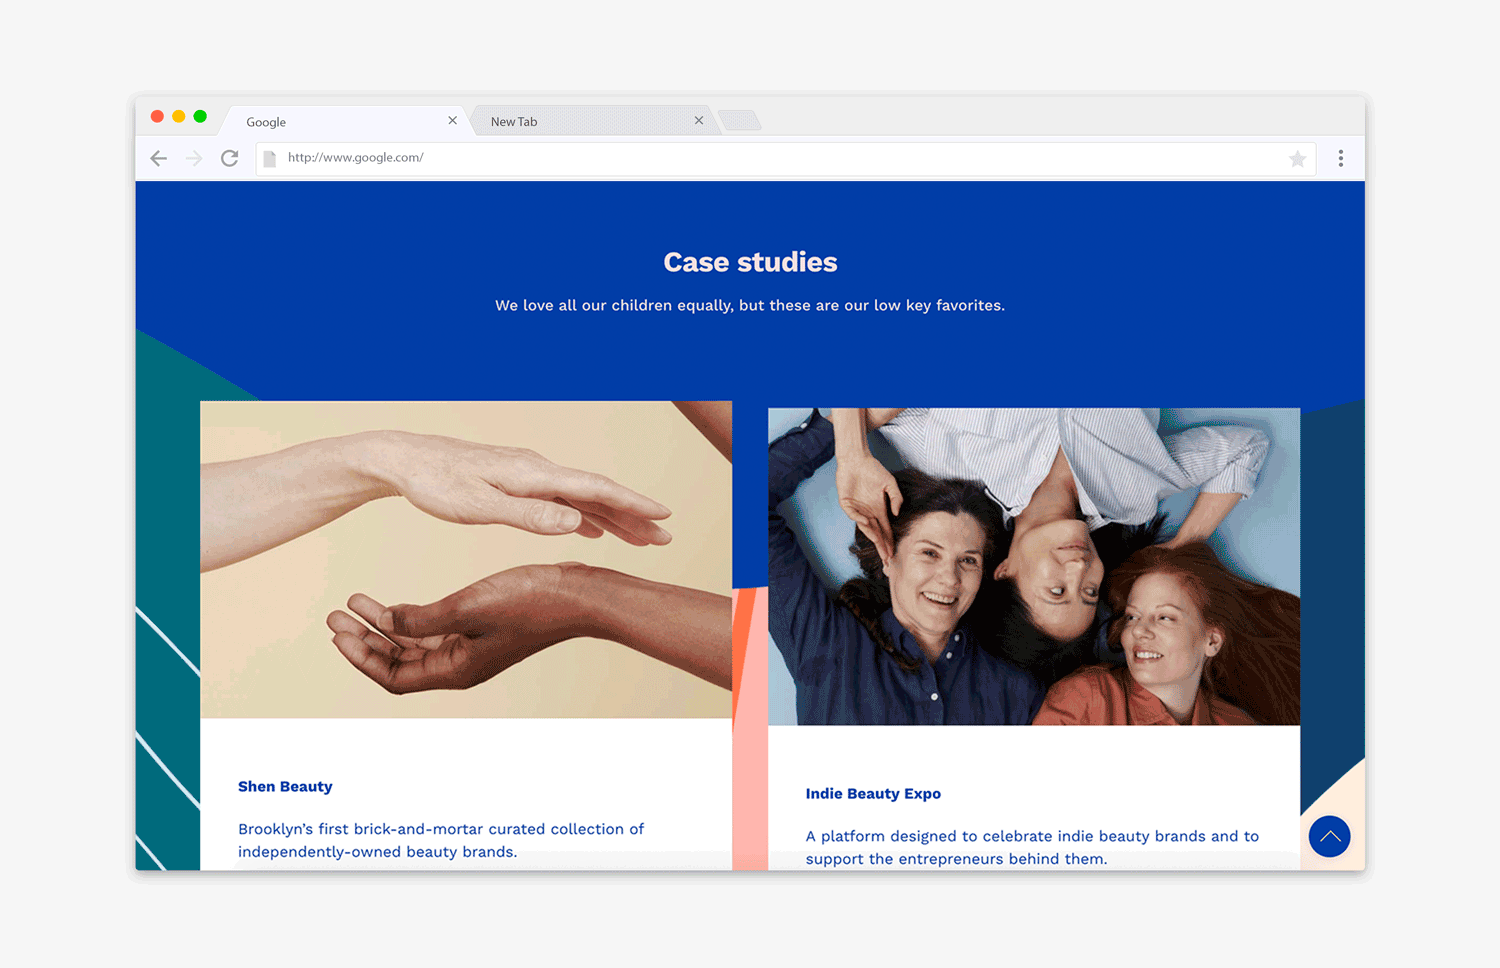 Google
New Tab
http://www.google.com/
Case studies
We love all our children equally, but these are our low key favorites.
Shen Beauty
Brooklyn’s first brick-and-mortar curated collection of
independently-owned beauty brands.
Indie Beauty Expo
A platform designed to celebrate indie beauty brands and to
support the entrepreneurs behind them.